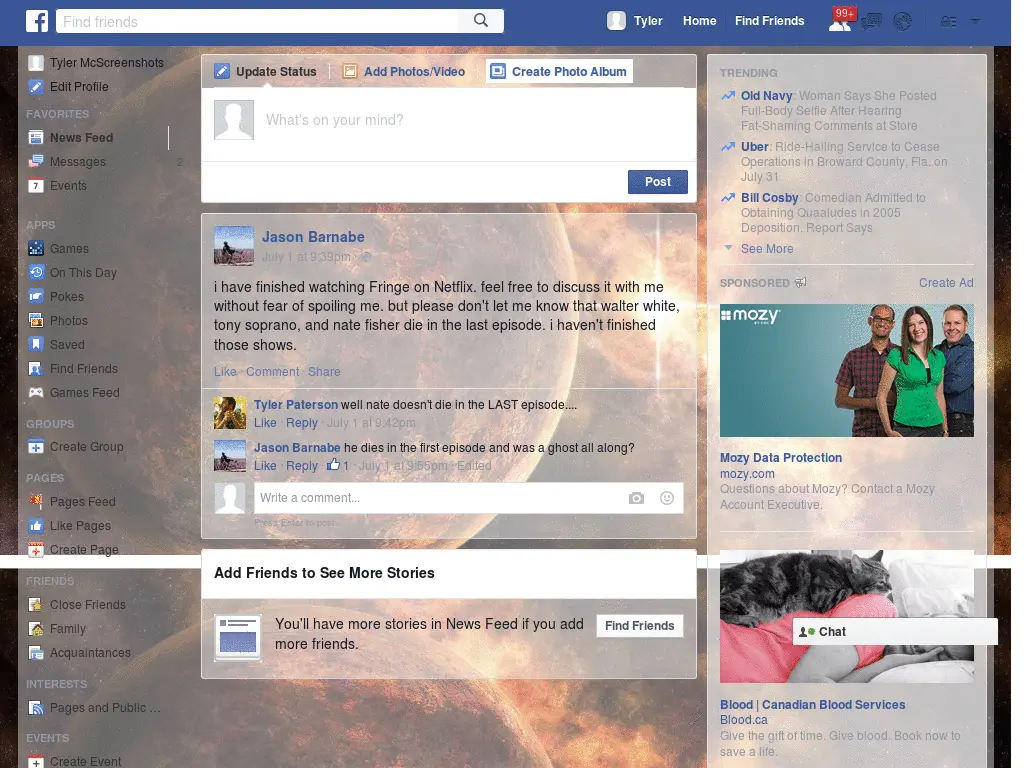 Find friends
Tyler
Home
Find Friends
99+
Tyler McScreenshots
Edit Profile
FAVORITES
News Feed
Messages 2
7 Events
APPS
Games
On This Day
Pokes
Photos
Saved
Find Friends
Games Feed
GROUPS
Create Group
PAGES
Pages Feed
Like Pages
Create Page
FRIENDS
Close Friends
Family
Acquaintances
INTERESTS
Pages and Public ...
EVENTS
Create Event
Update Status
Add Photos/Video
Create Photo Album
What's on your mind?
Post
Jason Barnabe
July 1 at 9:39pm ·
i have finished watching Fringe on Netflix. feel free to discuss it with me
without fear of spoiling me. but please don't let me know that walter white,
tony soprano, and nate fisher die in the last episode. i haven't finished
those shows.
Like · Comment · Share
Tyler Paterson well nate doesn't die in the LAST episode....
Like · Reply · July 1 at 9:42pm
Jason Barnabe he dies in the first episode and was a ghost all along?
Like · Reply · 1 · July 1 at 9:55pm · Edited
Write a comment...
Press Enter to post.
Add Friends to See More Stories
You'll have more stories in News Feed if you add
more friends.
Find Friends
TRENDING
Old Navy: Woman Says She Posted
Full-Body Selfie After Hearing
Fat-Shaming Comments at Store
Uber: Ride-Hailing Service to Cease
Operations in Broward County, Fla. on
July 31
Bill Cosby: Comedian Admitted to
Obtaining Quaaludes in 2005
Deposition, Report Says
See More
SPONSORED
Create Ad
mozy
Mozy Data Protection
mozy.com
Questions about Mozy? Contact a Mozy
Account Executive.
Chat
Blood | Canadian Blood Services
Blood.ca
Give the gift of time. Give blood. Book now to
save a life.